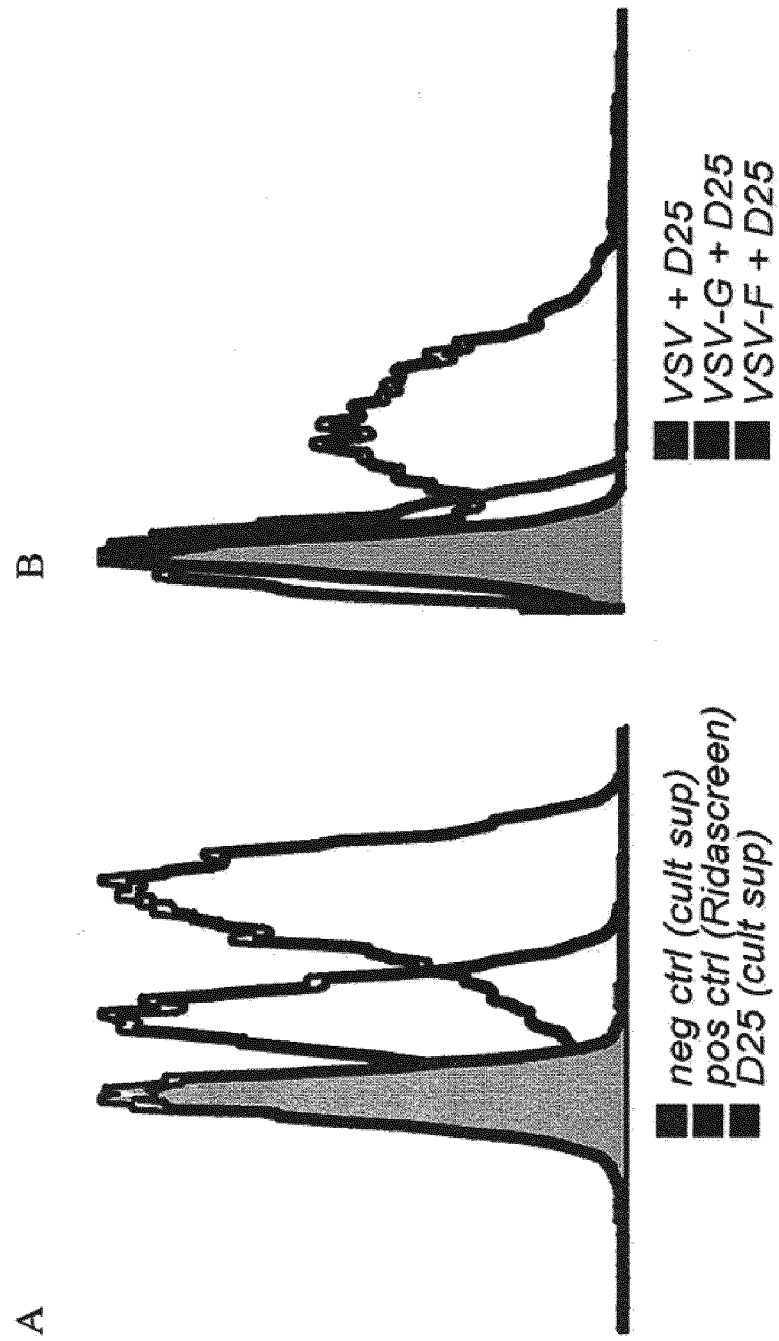 A
neg ctrl (cult sup)
pos ctrl (Ridascreen)
D25 (cult sup)
B
VSV + D25
VSV-G + D25
VSV-F + D25